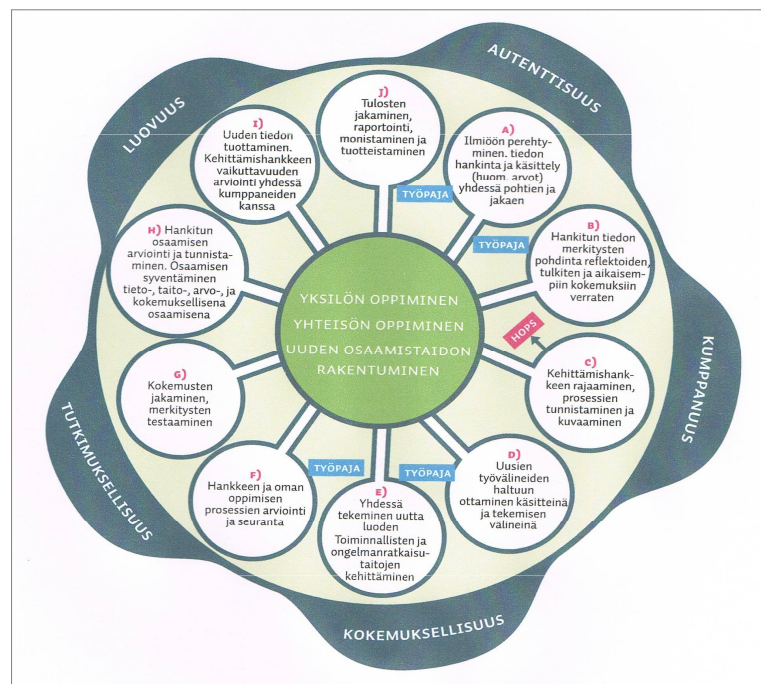 AUTENTTISUUS
LUOVUUS
KUMPPANUUS
TUTKIMUKSELLISUUS
KOKEMUKSELLISUUS
J)
Tulosten
jakaminen,
raportointi,
monistaminen ja
tuotteistaminen
A)
Ilmiöön perehty-
minen. tiedon
hankinta ja käsittely
(huom. arvot)
yhdessä pohtien ja
jakaen
B)
Hankitun tiedon
merkitysten
pohdinta reflektoiden,
tulkiten ja aikaisem-
piin kokemuksiin
verraten
C)
Kehittämishank-
keen rajaaminen,
prosessien
tunnistaminen ja
kuvaaminen
D)
Uusien
työvälineiden
haltuun
ottaminen käsitteinä
ja tekemisen
välineinä
E)
Yhdessä
tekeminen uutta
luoden
Toiminnallisten ja
ongelmanratkaisu-
taitojen
kehittäminen
F)
Hankkeen ja oman
oppimisen
prosessien arviointi
ja seuranta
G)
Kokemusten
jakaminen,
merkitysten
testaaminen
H) Hankitun
osaamisen
arviointi ja tunnista-
minen. Osaamisen
syventäminen
tieto-, taito-, arvo-, ja
kokemuksellisena
osaamisena
I)
Uuden tiedon
tuottaminen.
Kehittämishankkeen
vaikuttavuuden
arviointi yhdessä
kumppaneiden
kanssa
TYÖPAJA
TYÖPAJA
HOPS
TYÖPAJA
TYÖPAJA
YKSILÖN OPPIMINEN
YHTEISÖN OPPIMINEN
UUDEN OSAAMISTAIDON
RAKENTUMINEN